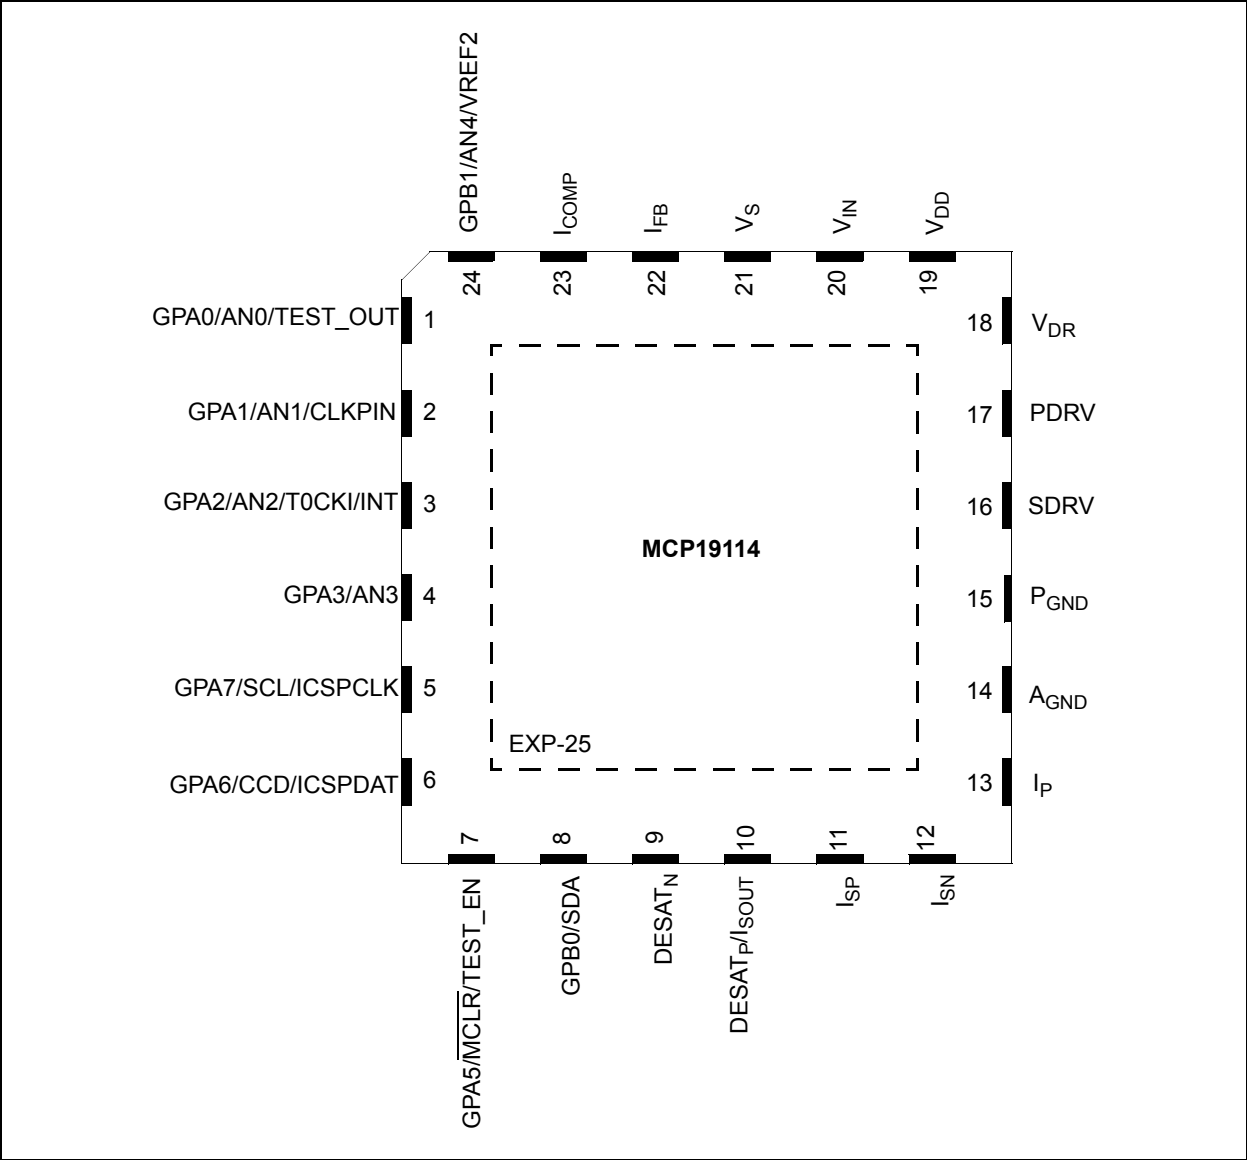 GPB1/AN4/VREF2
ICOMP
IFB
VS
VIN
VDD
24
23
22
21
20
19
GPA0/AN0/TEST_OUT 1
18 VDR
GPA1/AN1/CLKPIN 2
17 PDRV
GPA2/AN2/T0CKI/INT 3
16 SDRV
MCP19114
GPA3/AN3 4
15 PGND
GPA7/SCL/ICSPCLK 5
14 AGND
EXP-25
GPA6/CCD/ICSPDAT 6
13 IP
7
8
9
10
11
12
GPA5/MCLR/TEST_EN
GPB0/SDA
DESATN
DESATP/ISOUT
ISP
ISN